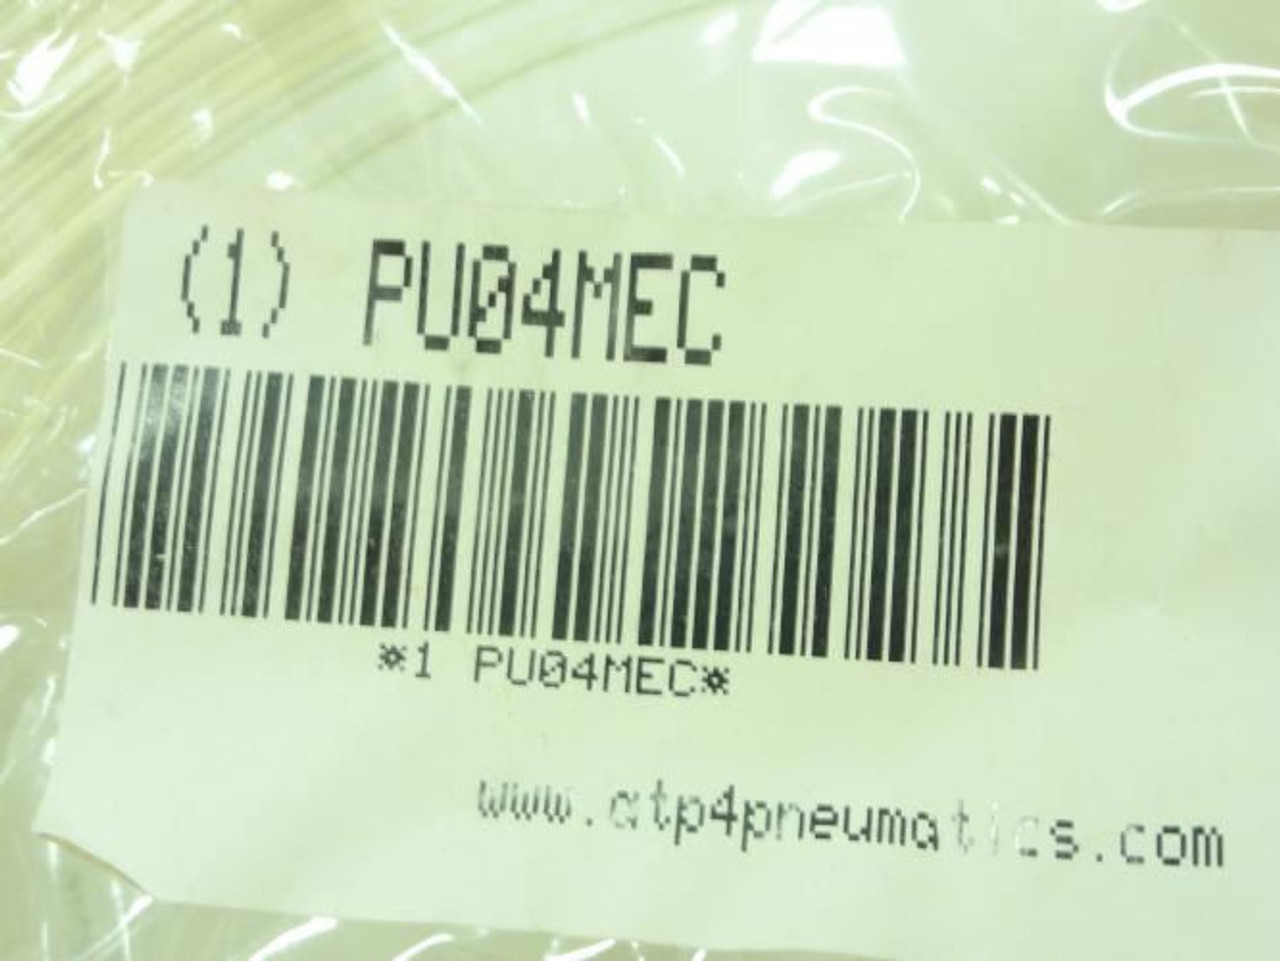 (1) PU04MEC
*1 PU04MEC*
www.atp4pneumatics.com